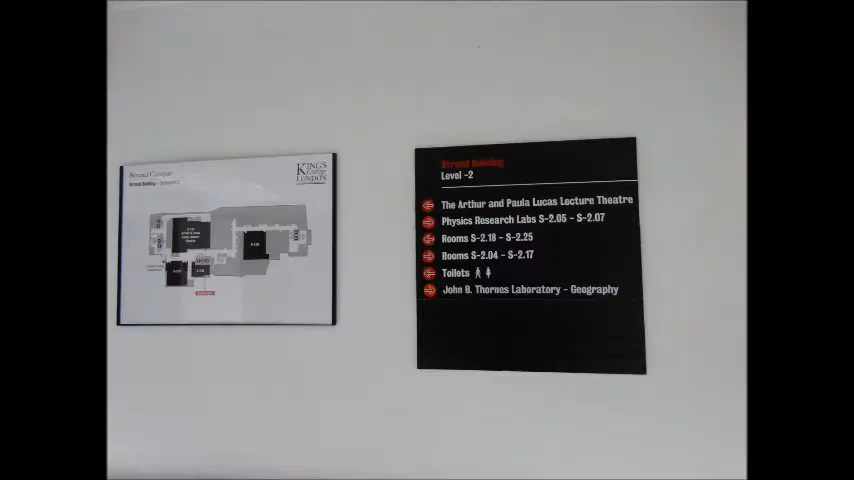 Strand Campus
Strand Building -
KING'S
College
LONDON
Strand Building
Level -2
The Arthur and Paula Lucas Lecture Theatre
Physics Research Labs S-2.05 - S-2.07
Rooms S-2.18 - S-2.25
Rooms S-2.04 - S-2.17
Toilets
John B. Thornes Laboratory - Geography